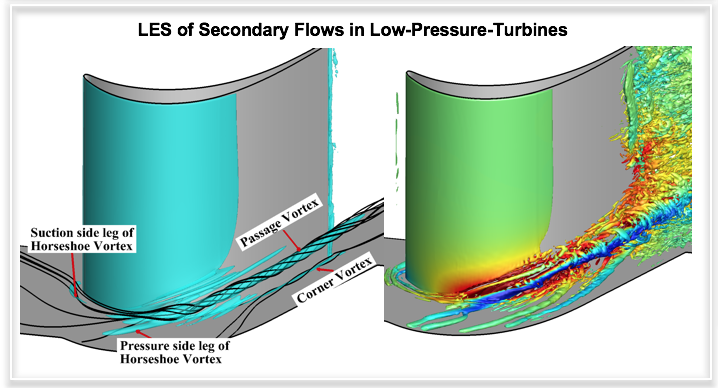 LES of Secondary Flows in Low-Pressure-Turbines
Suction side leg of
Horseshoe Vortex
Passage Vortex
Corner Vortex
Pressure side leg of
Horseshoe Vortex